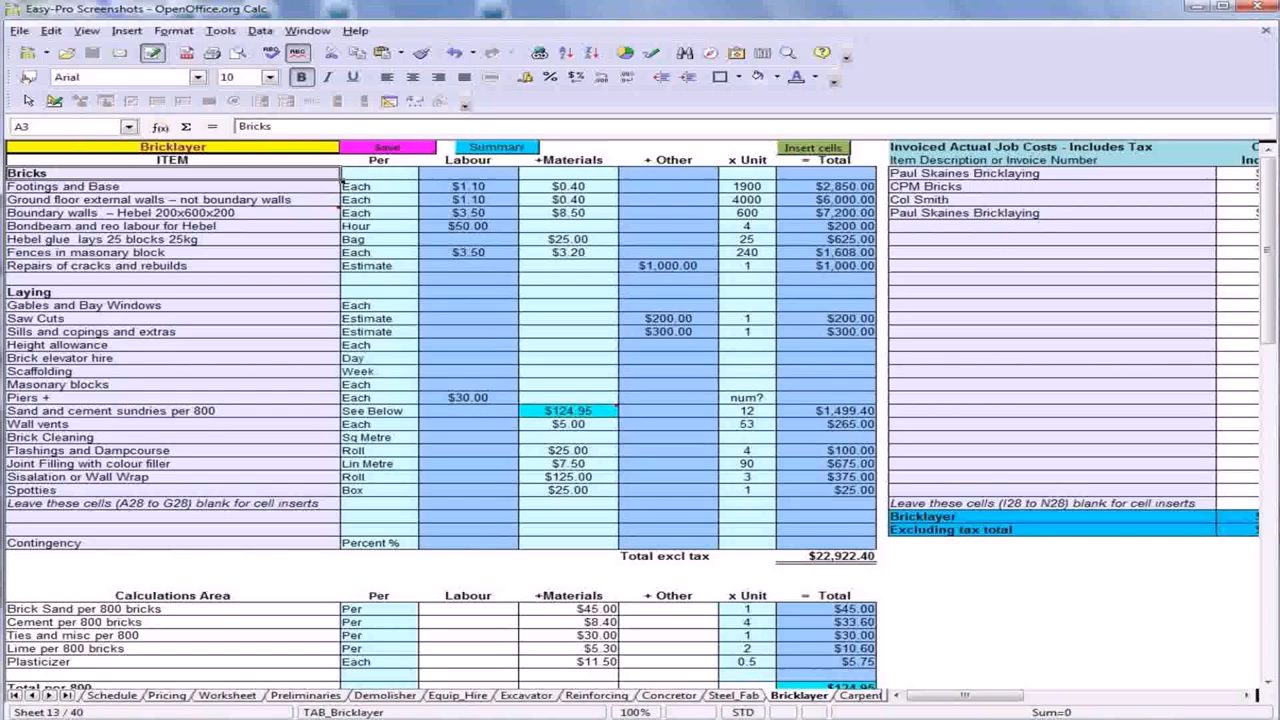 Easy-Pro Screenshots - OpenOffice.org Calc
File Edit View Insert Format Tools Data Window Help
Arial 10
A3 Bricks
Bricklayer Save Summary Insert cells Invoiced Actual Job Costs - Includes Tax
ITEM Per Labour +Materials + Other x Unit = Total Item Description or Invoice Number
Bricks Paul Skaines Bricklaying
Footings and Base Each $1.10 $0.40 1900 $2,850.00 CPM Bricks
Ground floor external walls – not boundary walls Each $1.10 $0.40 4000 $6,000.00 Col Smith
Boundary walls – Hebel 200x600x200 Each $3.50 $8.50 600 $7,200.00 Paul Skaines Bricklaying
Bondbeam and reo labour for Hebel Hour $50.00 4 $200.00
Hebel glue lays 25 blocks 25kg Bag $25.00 25 $625.00
Fences in masonary block Each $3.50 $3.20 240 $1,608.00
Repairs of cracks and rebuilds Estimate $1,000.00 1 $1,000.00
Laying
Gables and Bay Windows Each
Saw Cuts Estimate $200.00 1 $200.00
Sills and copings and extras Estimate $300.00 1 $300.00
Height allowance Each
Brick elevator hire Day
Scaffolding Week
Masonary blocks Each
Piers + Each $30.00 num?
Sand and cement sundries per 800 See Below $124.95 12 $1,499.40
Wall vents Each $5.00 53 $265.00
Brick Cleaning Sq Metre
Flashings and Dampcourse Roll $25.00 4 $100.00
Joint Filling with colour filler Lin Metre $7.50 90 $675.00
Sisalation or Wall Wrap Roll $125.00 3 $375.00
Spotties Box $25.00 1 $25.00
Leave these cells (A28 to G28) blank for cell inserts Leave these cells (I28 to N28) blank for cell inserts
Bricklayer
Excluding tax total
Contingency Percent %
Total excl tax $22,922.40
Calculations Area Per Labour +Materials + Other x Unit = Total
Brick Sand per 800 bricks Per $45.00 1 $45.00
Cement per 800 bricks Per $8.40 4 $33.60
Ties and misc per 800 Per $30.00 1 $30.00
Lime per 800 bricks Per $5.30 2 $10.60
Plasticizer Each $11.50 0.5 $5.75
Total per 800 $124.95
Schedule Pricing Worksheet Preliminaries Demolisher Equip_Hire Excavator Reinforcing Concretor Steel_Fab Bricklayer Carpent
Sheet 13 / 40 TAB_Bricklayer 100% STD Sum=0